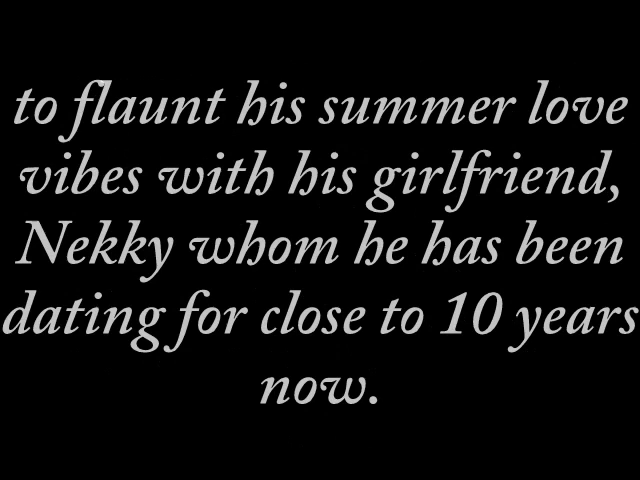 to flaunt his summer love
vibes with his girlfriend,
Nekky whom he has been
dating for close to 10 years
now.